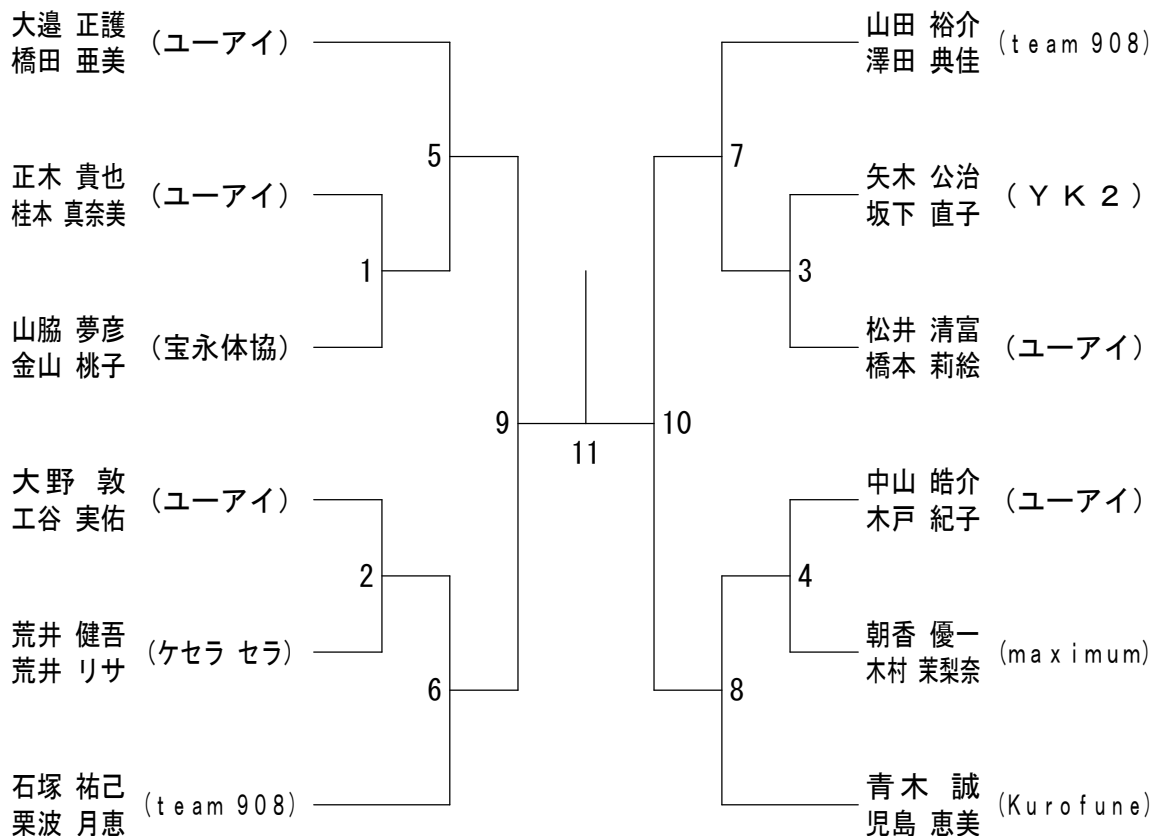 大邉 正護
橋田 亜美
(ユーアイ)
正木 貴也
桂本 真奈美
(ユーアイ)
山脇 夢彦
金山 桃子
(宝永体協)
大野 敦
工谷 実佑
(ユーアイ)
荒井 健吾
荒井 リサ
(ケセラ セラ)
石塚 祐己
栗波 月恵
(team 908)
5
1
2
6
9
11
10
7
3
4
8
山田 裕介
澤田 典佳
(team 908)
矢木 公治
坂下 直子
(YK2)
松井 清富
橋本 莉絵
(ユーアイ)
中山 皓介
木戸 紀子
(ユーアイ)
朝香 優一
木村 茉梨奈
(maximum)
青木 誠
児島 恵美
(Kurofune)